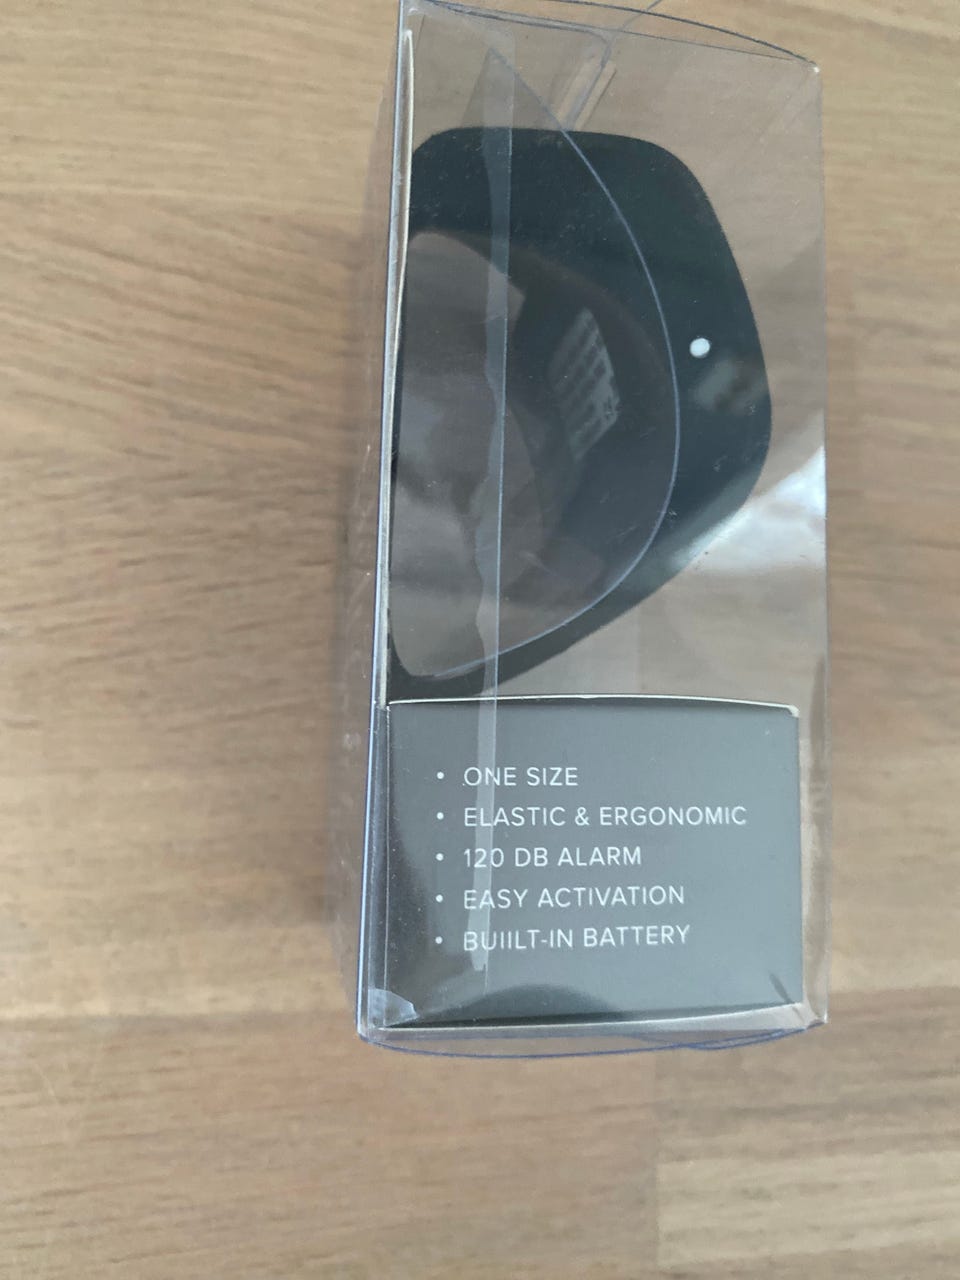 • ONE SIZE
• ELASTIC & ERGONOMIC
• 120 DB ALARM
• EASY ACTIVATION
• BUIILT-IN BATTERY